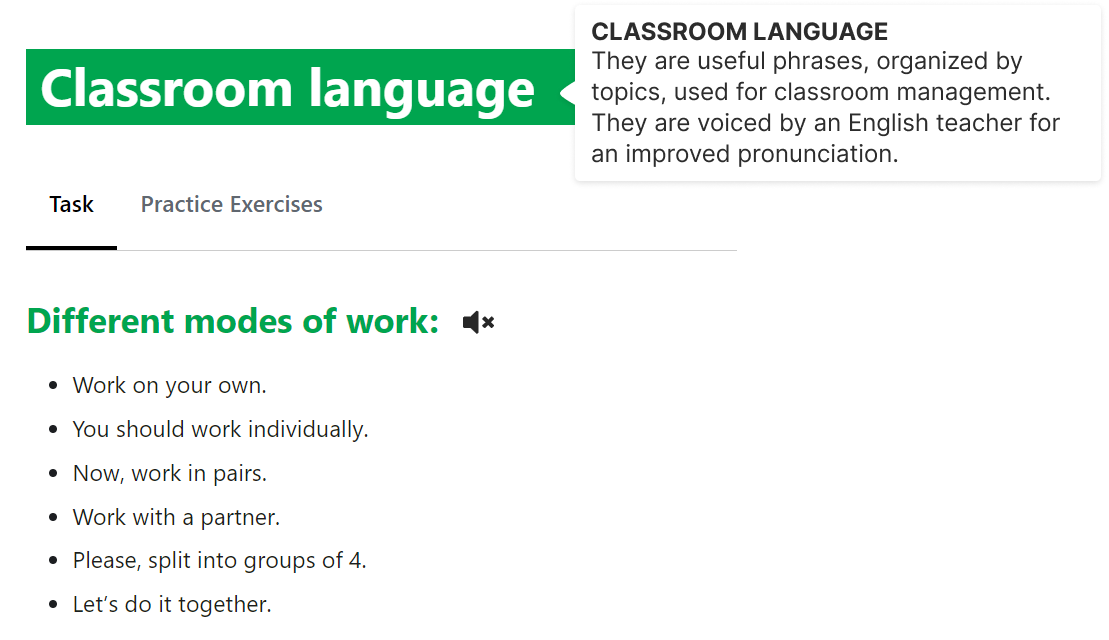 Classroom language
CLASSROOM LANGUAGE
They are useful phrases, organized by
topics, used for classroom management.
They are voiced by an English teacher for
an improved pronunciation.
Task
Practice Exercises
Different modes of work:
• Work on your own.
• You should work individually.
• Now, work in pairs.
• Work with a partner.
• Please, split into groups of 4.
• Let’s do it together.